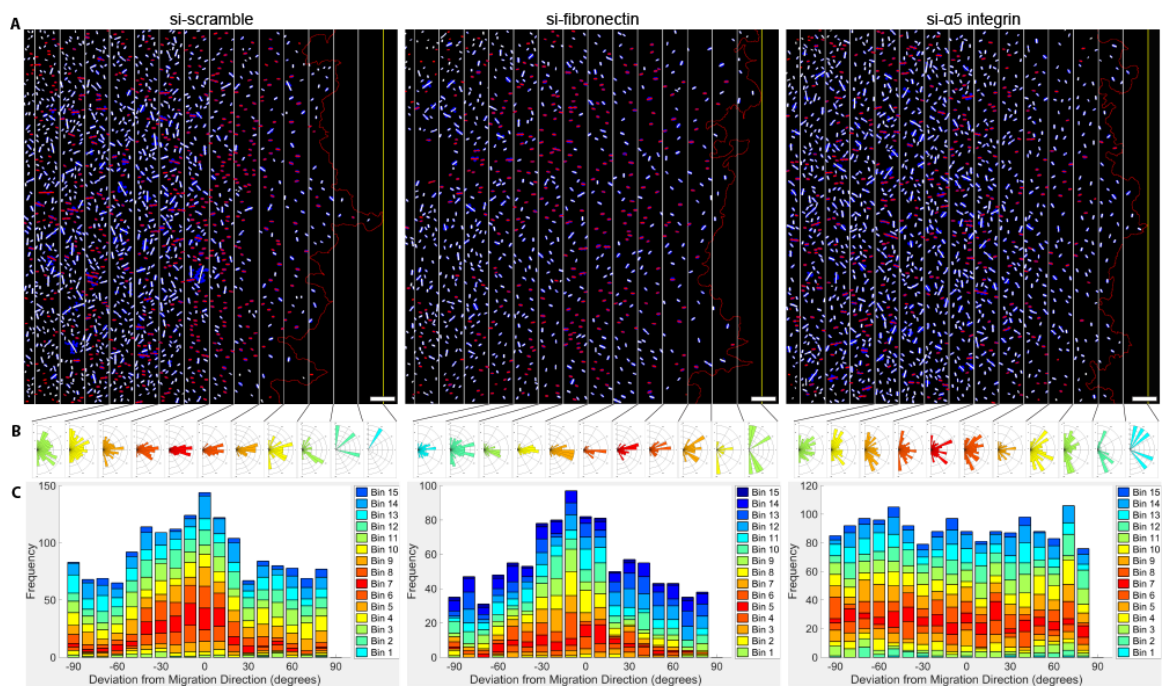 si-scramble si-fibronectin si-α5 integrin
A
B
C
150
100
50
0
Frequency
-90 -60 -30 0 30 60 90
Deviation from Migration Direction (degrees)
Bin 15
Bin 14
Bin 13
Bin 12
Bin 11
Bin 10
Bin 9
Bin 8
Bin 7
Bin 6
Bin 5
Bin 4
Bin 3
Bin 2
Bin 1
100
80
60
40
20
0
Frequency
-90 -60 -30 0 30 60 90
Deviation from Migration Direction (degrees)
Bin 15
Bin 14
Bin 13
Bin 12
Bin 11
Bin 10
Bin 9
Bin 8
Bin 7
Bin 6
Bin 5
Bin 4
Bin 3
Bin 2
Bin 1
120
100
80
60
40
20
0
Frequency
-90 -60 -30 0 30 60 90
Deviation from Migration Direction (degrees)
Bin 15
Bin 14
Bin 13
Bin 12
Bin 11
Bin 10
Bin 9
Bin 8
Bin 7
Bin 6
Bin 5
Bin 4
Bin 3
Bin 2
Bin 1